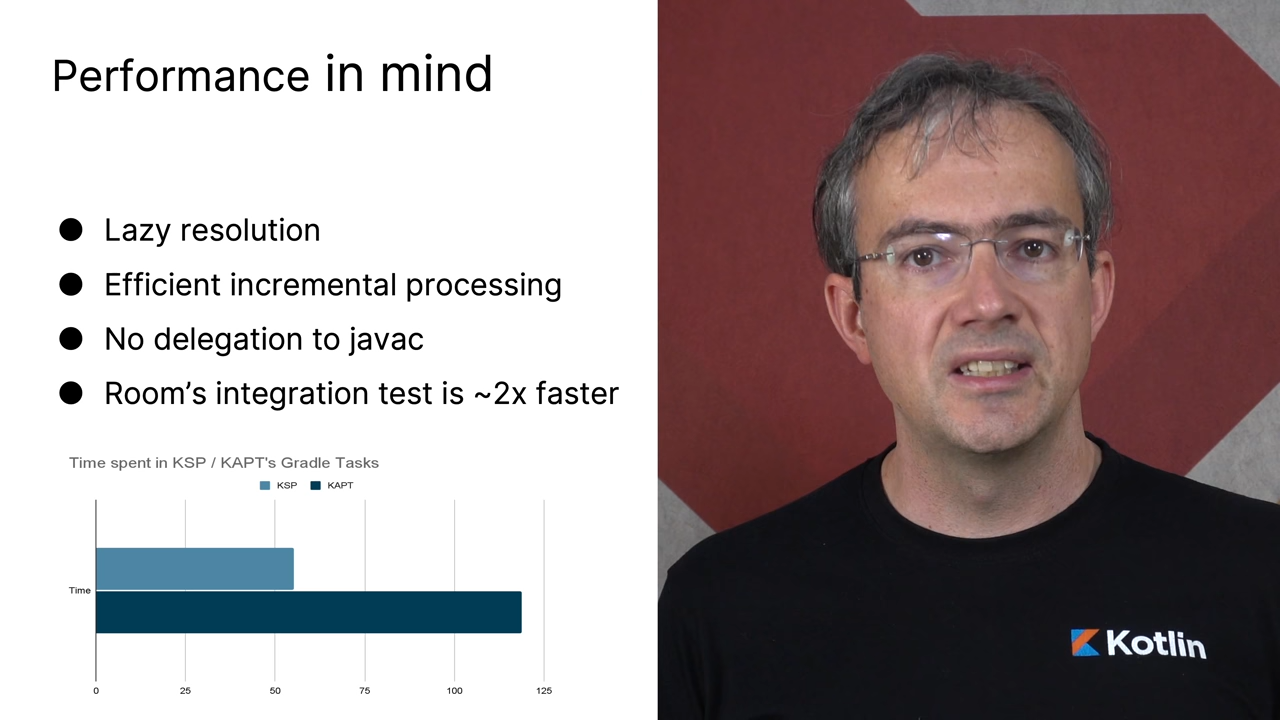 Performance in mind
● Lazy resolution
● Efficient incremental processing
● No delegation to javac
● Room’s integration test is ~2x faster
Time spent in KSP / KAPT's Gradle Tasks
KSP KAPT
Time
0 25 50 75 100 125
Kotlin